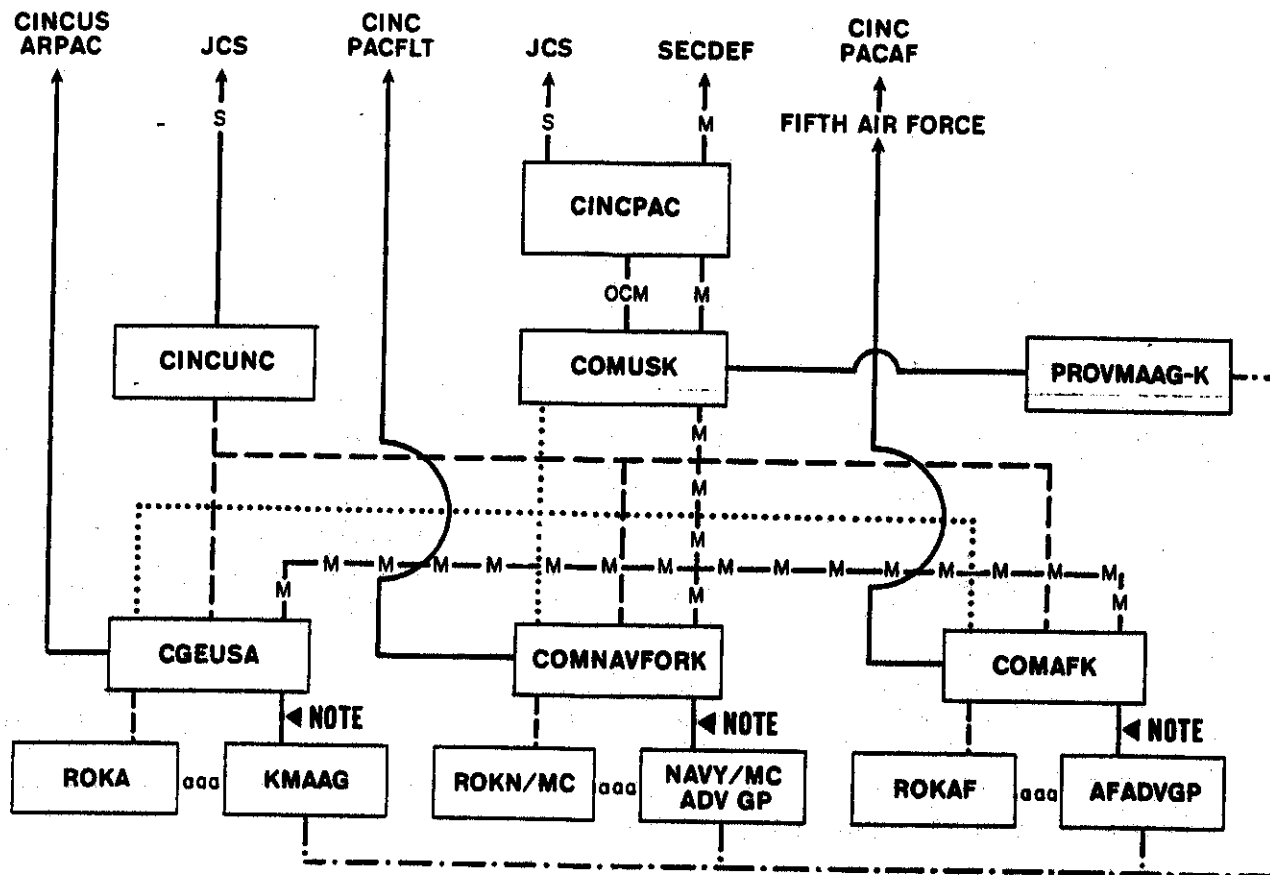 CINCUS
ARPAC
JCS
CINC
PACFLT
JCS
SECDEF
CINC
PACAF
S
S
M
FIFTH AIR FORCE
CINCPAC
OCM
M
CINCUNC
COMUSK
PROVMAAG-K
M
M
M
M M M M M M M M M M M M M M M
M
M
M
CGEUSA
COMNAVFORK
COMAFK
NOTE
NOTE
NOTE
ROKA
aaa
KMAAG
ROKN/MC
aaa
NAVY/MC
ADV GP
ROKAF
aaa
AFADVGP